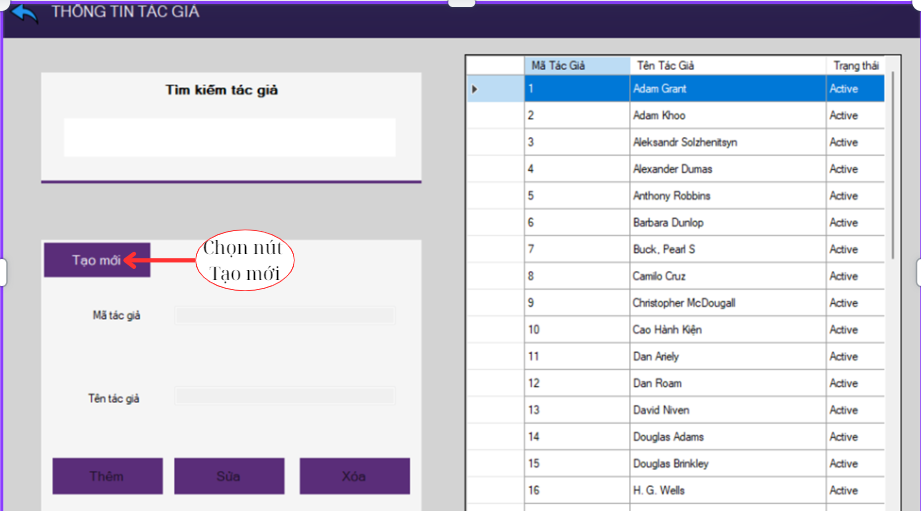 THÔNG TIN TÁC GIẢ
Tìm kiếm tác giả
Tạo mới
Chọn nút
Tạo mới
Mã tác giả
Tên tác giả
Thêm
Sửa
Xóa
Mã Tác Giả Tên Tác Giả Trạng thái
1 Adam Grant Active
2 Adam Khoo Active
3 Aleksandr Solzhenitsyn Active
4 Alexander Dumas Active
5 Anthony Robbins Active
6 Barbara Dunlop Active
7 Buck, Pearl S Active
8 Camilo Cruz Active
9 Christopher McDougall Active
10 Cao Hành Kiện Active
11 Dan Ariely Active
12 Dan Roam Active
13 David Niven Active
14 Douglas Adams Active
15 Douglas Brinkley Active
16 H. G. Wells Active